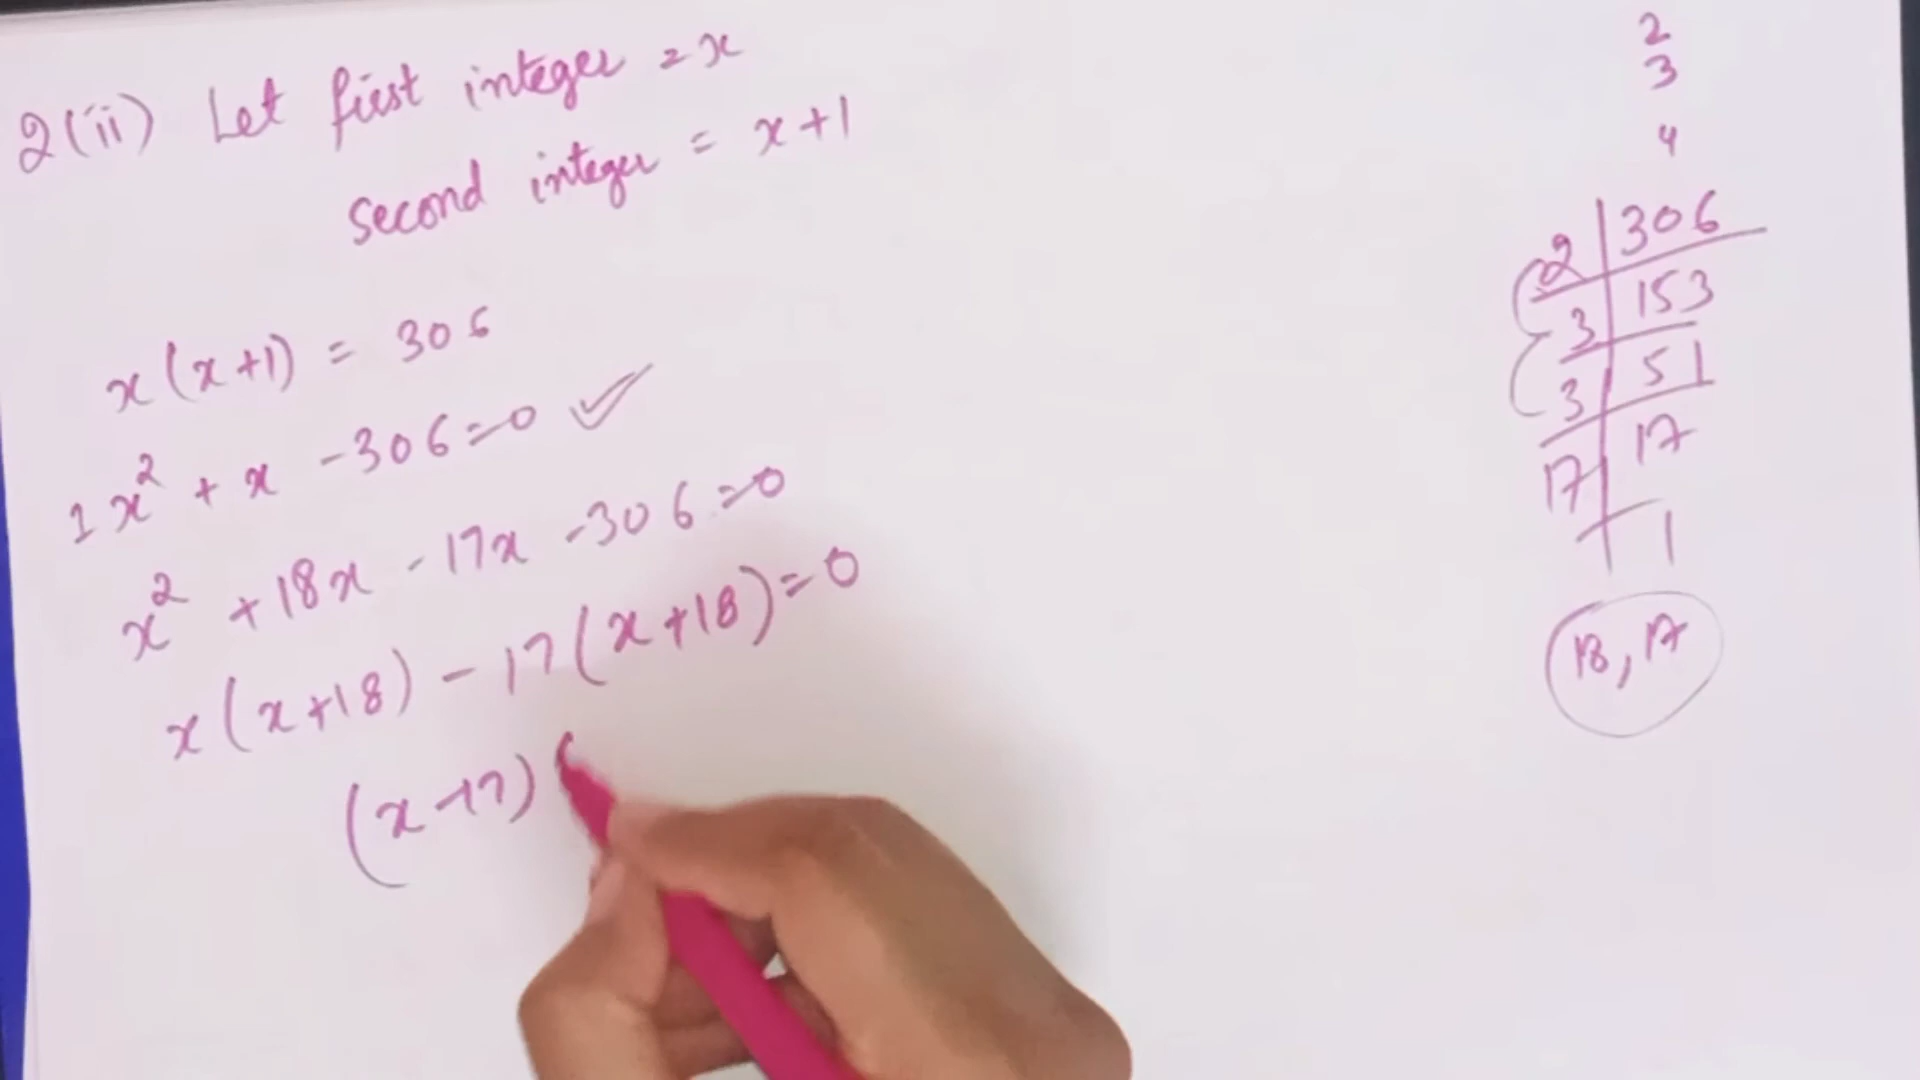 2(ii) Let first integer = x
Second integer = x+1
x(x+1) = 306
1x² + x -306=0 ✓
x² +18x -17x -306=0
x(x+18) -17(x+18)=0
(x-17)(
2
3
4
2|306
3|153
3|51
17|17
1
18, 17